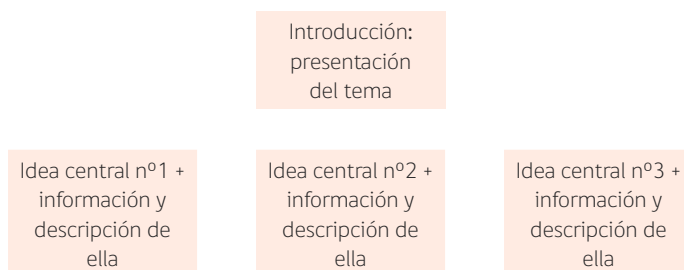 Introducción:
presentación
del tema
Idea central nº1 +
información y
descripción de
ella
Idea central nº2 +
información y
descripción de
ella
Idea central nº3 +
información y
descripción de
ella